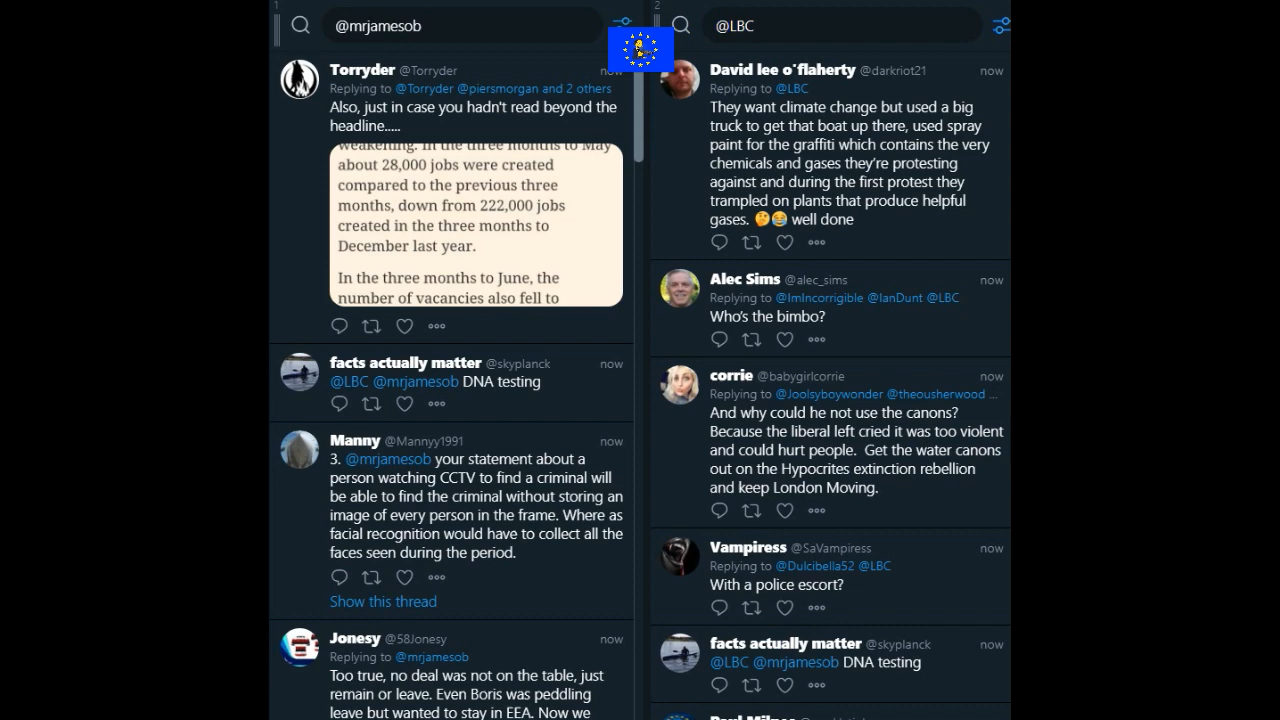 1
@mrjamesob
Torryder @Torryder now
Replying to @Torryder @piersmorgan and 2 others
Also, just in case you hadn't read beyond the
headline.....
weakening. In the three months to May
about 28,000 jobs were created
compared to the previous three
months, down from 222,000 jobs
created in the three months to
December last year.
In the three months to June, the
number of vacancies also fell to
facts actually matter @skyplanck now
@LBC @mrjamesob DNA testing
Manny @Mannyy1991 now
3. @mrjamesob your statement about a
person watching CCTV to find a criminal will
be able to find the criminal without storing an
image of every person in the frame. Where as
facial recognition would have to collect all the
faces seen during the period.
Show this thread
Jonesy @58Jonesy now
Replying to @mrjamesob
Too true, no deal was not on the table, just
remain or leave. Even Boris was peddling
leave but wanted to stay in EEA. Now we
2
@LBC
David lee o'flaherty @darkriot21 now
Replying to @LBC
They want climate change but used a big
truck to get that boat up there, used spray
paint for the graffiti which contains the very
chemicals and gases they're protesting
against and during the first protest they
trampled on plants that produce helpful
gases. 🤔😂 well done
Alec Sims @alec_sims now
Replying to @ImIncorrigible @IanDunt @LBC
Who's the bimbo?
corrie @babygirlcorrie now
Replying to @Joolsyboywonder @theousherwood ...
And why could he not use the canons?
Because the liberal left cried it was too violent
and could hurt people. Get the water canons
out on the Hypocrites extinction rebellion
and keep London Moving.
Vampiress @SaVampiress now
Replying to @Dulcibella52 @LBC
With a police escort?
facts actually matter @skyplanck now
@LBC @mrjamesob DNA testing